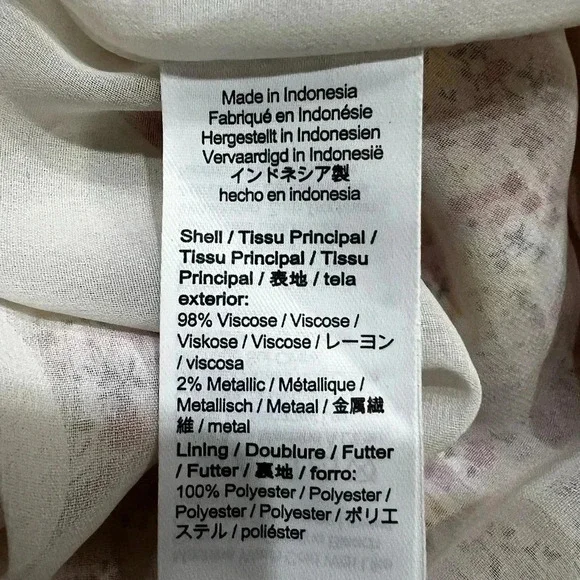 Made in Indonesia
Fabriqué en Indonésie
Hergestellt in Indonesien
Vervaardigd in Indonesië
インドネシア製
hecho en indonesia
Shell / Tissu Principal /
Tissu Principal / Tissu
Principal / 表地 / tela
exterior:
98% Viscose / Viscose /
Viskose / Viscose / レーヨン
/ viscosa
2% Metallic / Métallique /
Metallisch / Metaal / 金属繊
維 / metal
Lining / Doublure / Futter
/ Futter / 裏地 / forro:
100% Polyester / Polyester /
Polyester / Polyester / ポリエ
ステル / poliéster